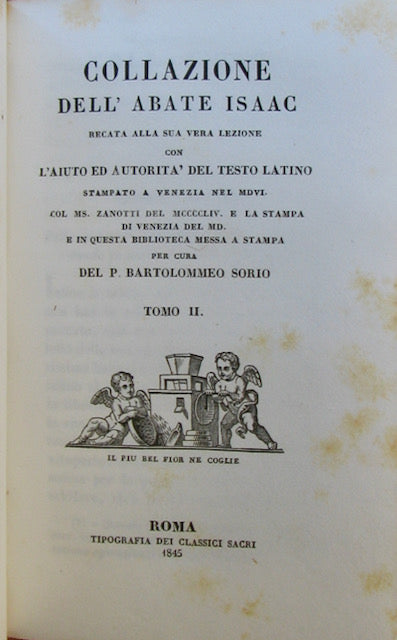 COLLAZIONE
DELL' ABATE ISAAC
RECATA ALLA SUA VERA LEZIONE
CON
L'AIUTO ED AUTORITA' DEL TESTO LATINO
STAMPATO A VENEZIA NEL MDVI.
COL MS. ZANOTTI DEL MCCCCLIV. E LA STAMPA
DI VENEZIA DEL MD.
E IN QUESTA BIBLIOTECA MESSA A STAMPA
PER CURA
DEL P. BARTOLOMMEO SORIO
TOMO II.
IL PIU BEL FIOR NE COGLIE
ROMA
TIPOGRAFIA DEI CLASSICI SACRI
1845